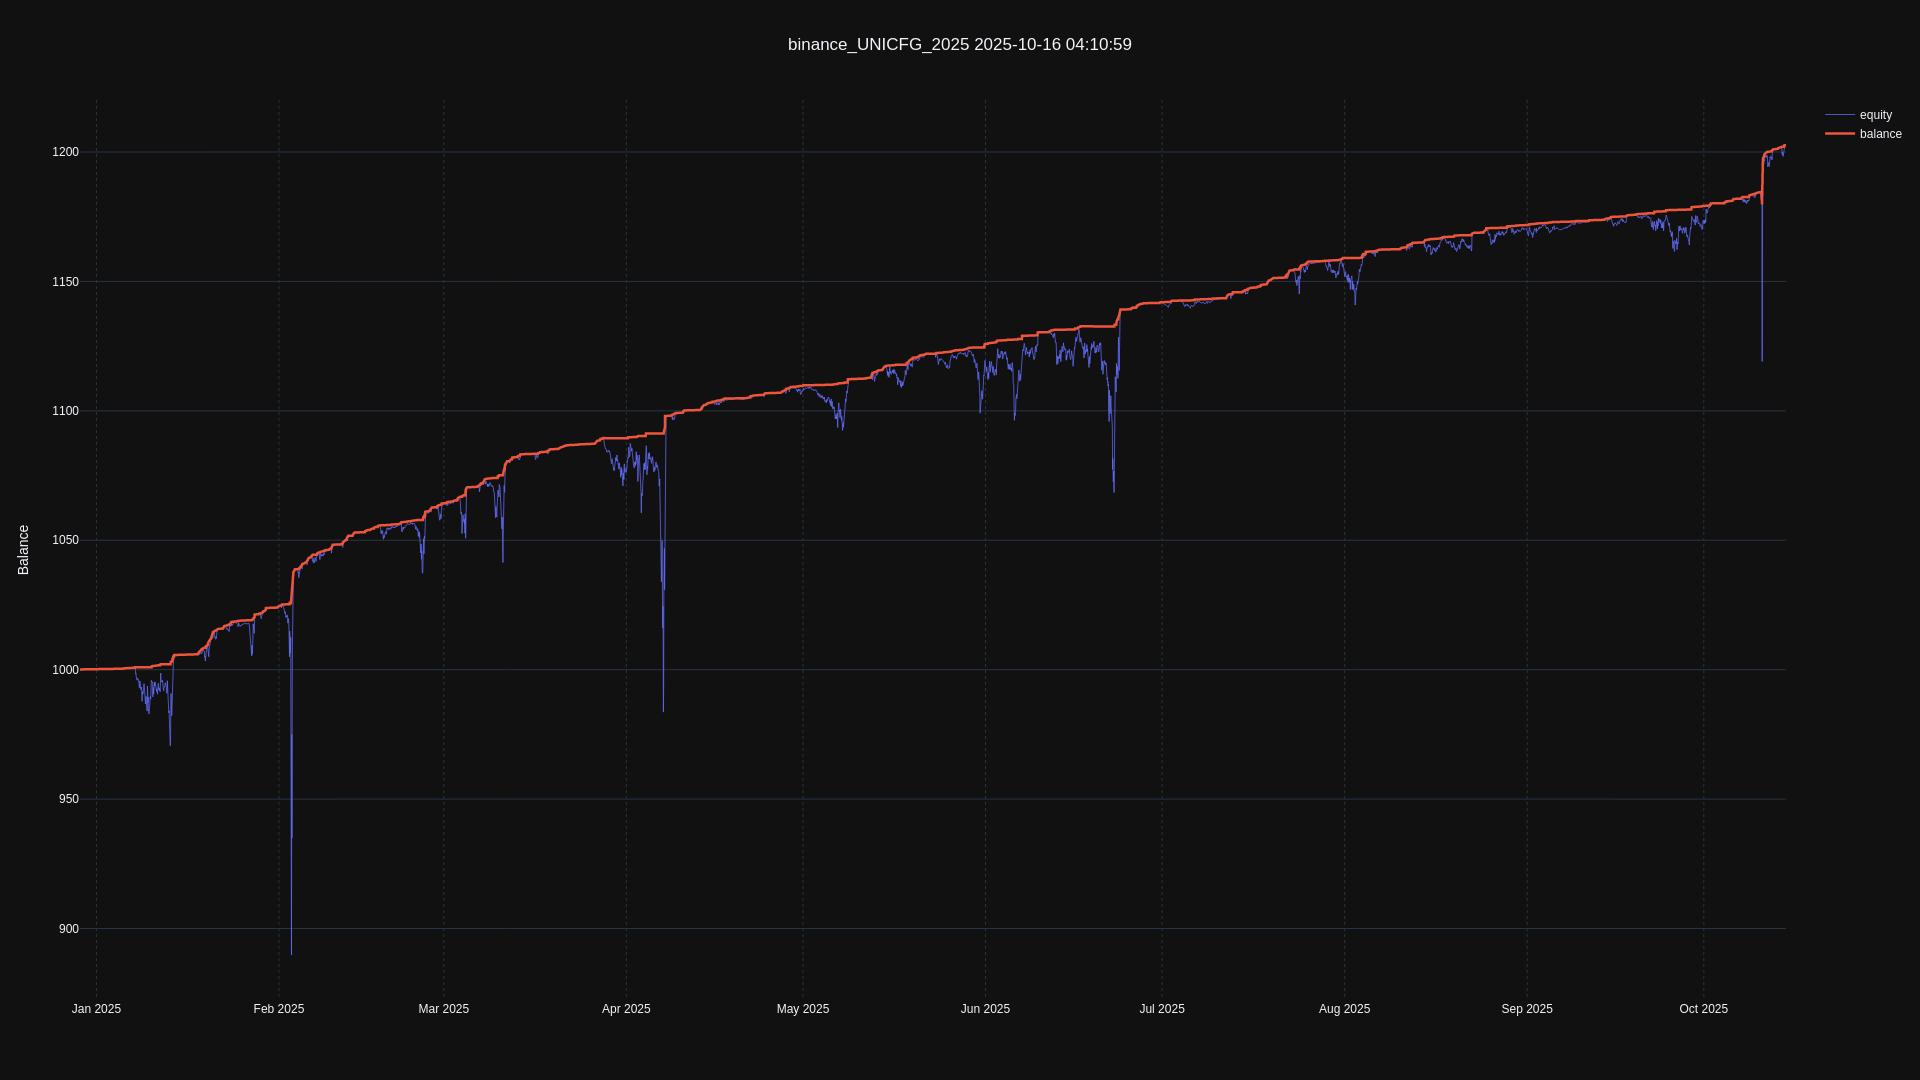 binance_UNICFG_2025 2025-10-16 04:10:59
equity
balance
1200
1150
1100
1050
1000
950
900
Balance
Jan 2025
Feb 2025
Mar 2025
Apr 2025
May 2025
Jun 2025
Jul 2025
Aug 2025
Sep 2025
Oct 2025